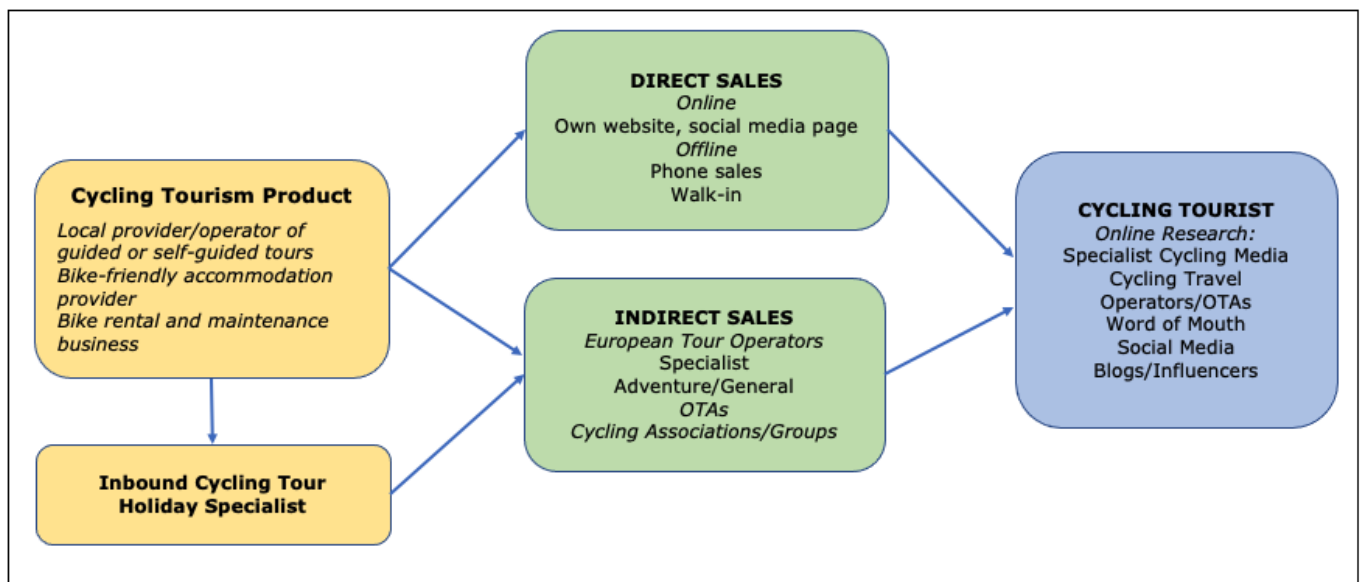 Cycling Tourism Product
Local provider/operator of
guided or self-guided tours
Bike-friendly accommodation
provider
Bike rental and maintenance
business
Inbound Cycling Tour
Holiday Specialist
DIRECT SALES
Online
Own website, social media page
Offline
Phone sales
Walk-in
INDIRECT SALES
European Tour Operators
Specialist
Adventure/General
OTAs
Cycling Associations/Groups
CYCLING TOURIST
Online Research:
Specialist Cycling Media
Cycling Travel
Operators/OTAs
Word of Mouth
Social Media
Blogs/Influencers